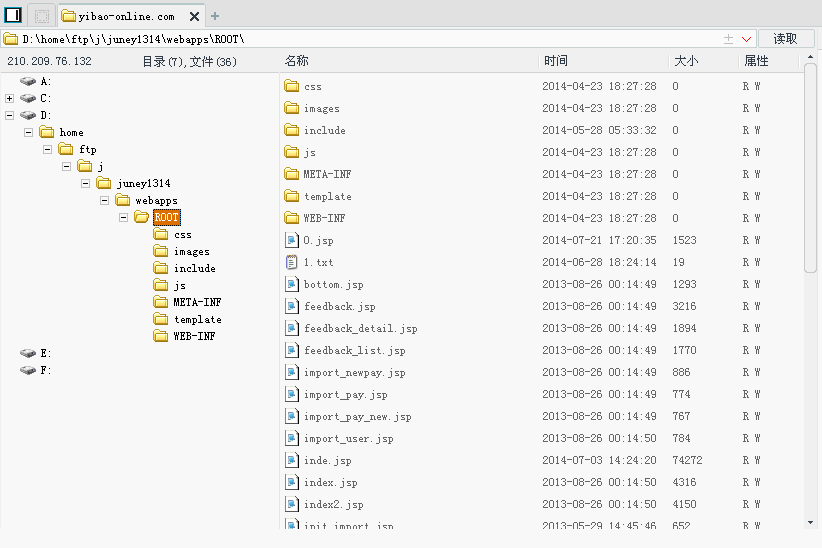 yibao-online.com
D:\home\ftp\j\juney1314\webapps\ROOT\ 读取
210.209.76.132 目录(7),文件(36) 名称 时间 大小 属性
A:
C:
D:
home
ftp
j
juney1314
webapps
ROOT
css
images
include
js
META-INF
template
WEB-INF
E:
F:
css 2014-04-23 18:27:28 0 R W
images 2014-04-23 18:27:28 0 R W
include 2014-05-28 05:33:32 0 R W
js 2014-04-23 18:27:28 0 R W
META-INF 2014-04-23 18:27:28 0 R W
template 2014-04-23 18:27:28 0 R W
WEB-INF 2014-04-23 18:27:28 0 R W
0.jsp 2014-07-21 17:20:35 1523 R W
1.txt 2014-06-28 18:24:14 19 R W
bottom.jsp 2013-08-26 00:14:49 1293 R W
feedback.jsp 2013-08-26 00:14:49 3216 R W
feedback_detail.jsp 2013-08-26 00:14:49 1894 R W
feedback_list.jsp 2013-08-26 00:14:49 1770 R W
import_newpay.jsp 2013-08-26 00:14:49 886 R W
import_pay.jsp 2013-08-26 00:14:49 774 R W
import_pay_new.jsp 2013-08-26 00:14:49 767 R W
import_user.jsp 2013-08-26 00:14:50 784 R W
inde.jsp 2014-07-03 14:24:20 74272 R W
index.jsp 2013-08-26 00:14:50 4316 R W
index2.jsp 2013-08-26 00:14:50 4150 R W
init_import.jsp 2013-05-29 14:45:46 652 R W